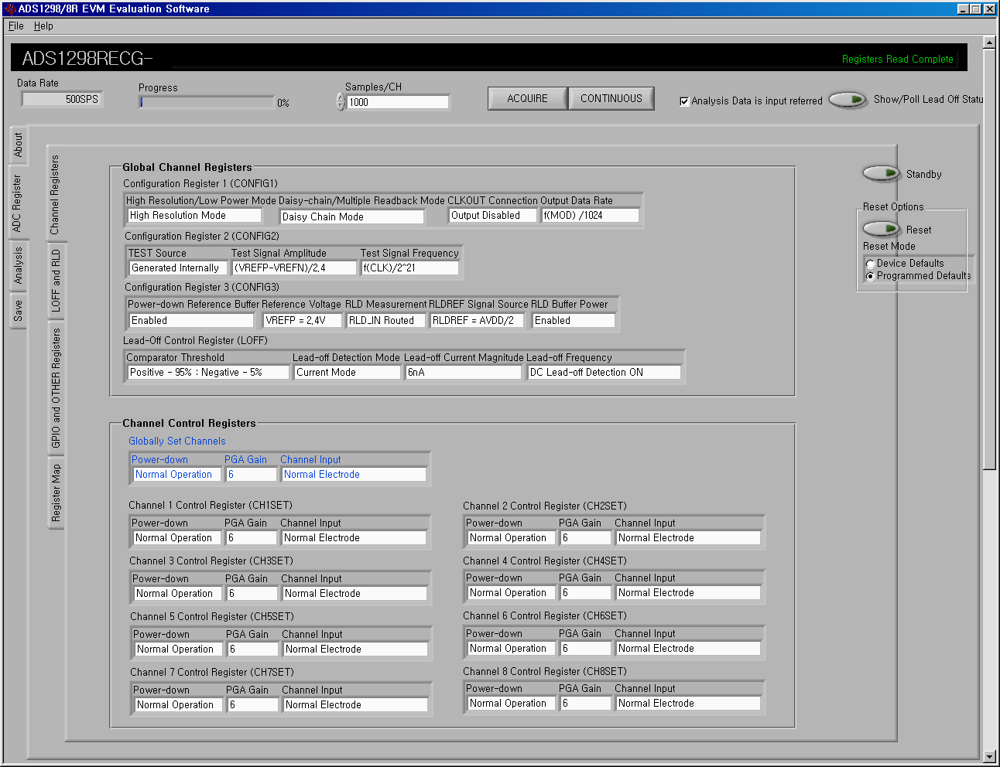 ADS1298/8R EVM Evaluation Software
File Help
ADS1298RECG-
Registers Read Complete
Data Rate
500SPS
Progress
0%
Samples/CH
1000
ACQUIRE
CONTINUOUS
Analysis Data is input referred
Show/Poll Lead Off Statu
About
ADC Register
Analysis
Save
Channel Registers
LOFF and RLD
GPIO and OTHER Registers
Register Map
Global Channel Registers
Configuration Register 1 (CONFIG1)
High Resolution/Low Power Mode Daisy-chain/Multiple Readback Mode CLKOUT Connection Output Data Rate
High Resolution Mode Daisy Chain Mode Output Disabled f(MOD) /1024
Configuration Register 2 (CONFIG2)
TEST Source Test Signal Amplitude Test Signal Frequency
Generated Internally (VREFP-VREFN)/2,4 f(CLK)/2^21
Configuration Register 3 (CONFIG3)
Power-down Reference Buffer Reference Voltage RLD Measurement RLDREF Signal Source RLD Buffer Power
Enabled VREFP = 2,4V RLD_IN Routed RLDREF = AVDD/2 Enabled
Lead-Off Control Register (LOFF)
Comparator Threshold Lead-off Detection Mode Lead-off Current Magnitude Lead-off Frequency
Positive - 95% : Negative - 5% Current Mode 6nA DC Lead-off Detection ON
Standby
Reset Options
Reset
Reset Mode
Device Defaults
Programmed Defaults
Channel Control Registers
Globally Set Channels
Power-down PGA Gain Channel Input
Normal Operation 6 Normal Electrode
Channel 1 Control Register (CH1SET)
Power-down PGA Gain Channel Input
Normal Operation 6 Normal Electrode
Channel 2 Control Register (CH2SET)
Power-down PGA Gain Channel Input
Normal Operation 6 Normal Electrode
Channel 3 Control Register (CH3SET)
Power-down PGA Gain Channel Input
Normal Operation 6 Normal Electrode
Channel 4 Control Register (CH4SET)
Power-down PGA Gain Channel Input
Normal Operation 6 Normal Electrode
Channel 5 Control Register (CH5SET)
Power-down PGA Gain Channel Input
Normal Operation 6 Normal Electrode
Channel 6 Control Register (CH6SET)
Power-down PGA Gain Channel Input
Normal Operation 6 Normal Electrode
Channel 7 Control Register (CH7SET)
Power-down PGA Gain Channel Input
Normal Operation 6 Normal Electrode
Channel 8 Control Register (CH8SET)
Power-down PGA Gain Channel Input
Normal Operation 6 Normal Electrode